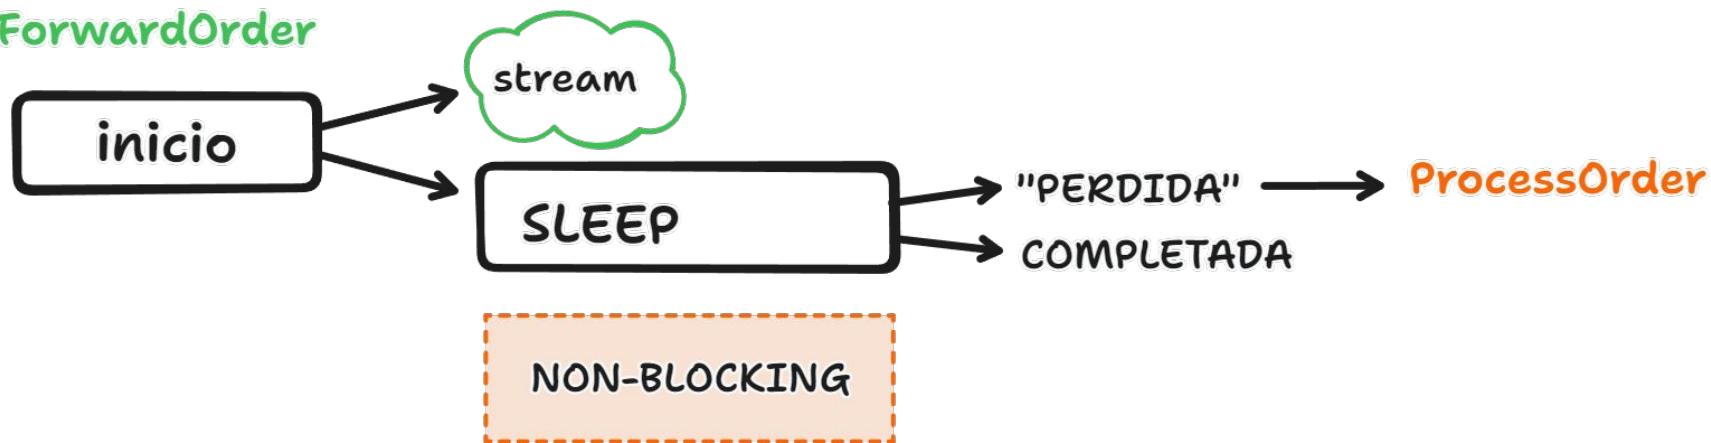 ForwardOrder
stream
inicio
"PERDIDA"
ProcessOrder
SLEEP
COMPLETADA
NON-BLOCKING